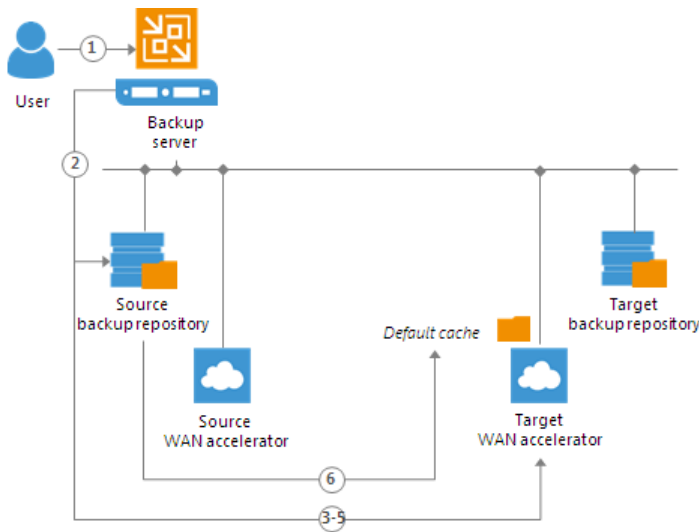 1
User
Backup
server
2
Source
backup repository
Target
backup repository
Default cache
Source
WAN accelerator
Target
WAN accelerator
6
3-5